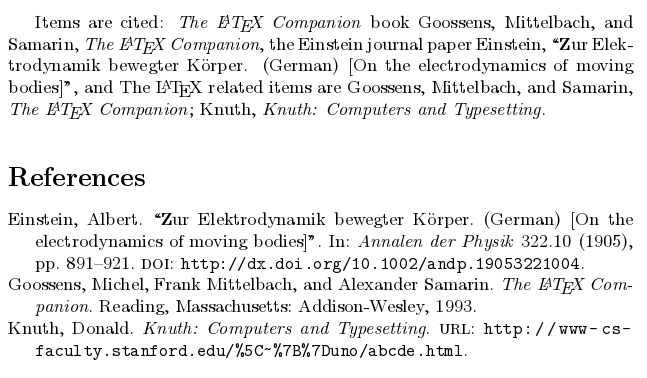 Items are cited: The LATEX Companion book Goossens, Mittelbach, and
Samarin, The LATEX Companion, the Einstein journal paper Einstein, “Zur Elek-
trodynamik bewegter Körper. (German) [On the electrodynamics of moving
bodies]”, and The LATEX related items are Goossens, Mittelbach, and Samarin,
The LATEX Companion; Knuth, Knuth: Computers and Typesetting.
References
Einstein, Albert. “Zur Elektrodynamik bewegter Körper. (German) [On the
electrodynamics of moving bodies]”. In: Annalen der Physik 322.10 (1905),
pp. 891–921. DOI: http://dx.doi.org/10.1002/andp.19053221004.
Goossens, Michel, Frank Mittelbach, and Alexander Samarin. The LATEX Com-
panion. Reading, Massachusetts: Addison-Wesley, 1993.
Knuth, Donald. Knuth: Computers and Typesetting. URL: http://www-cs-
faculty.stanford.edu/%5C~%7B%7Duno/abcde.html.